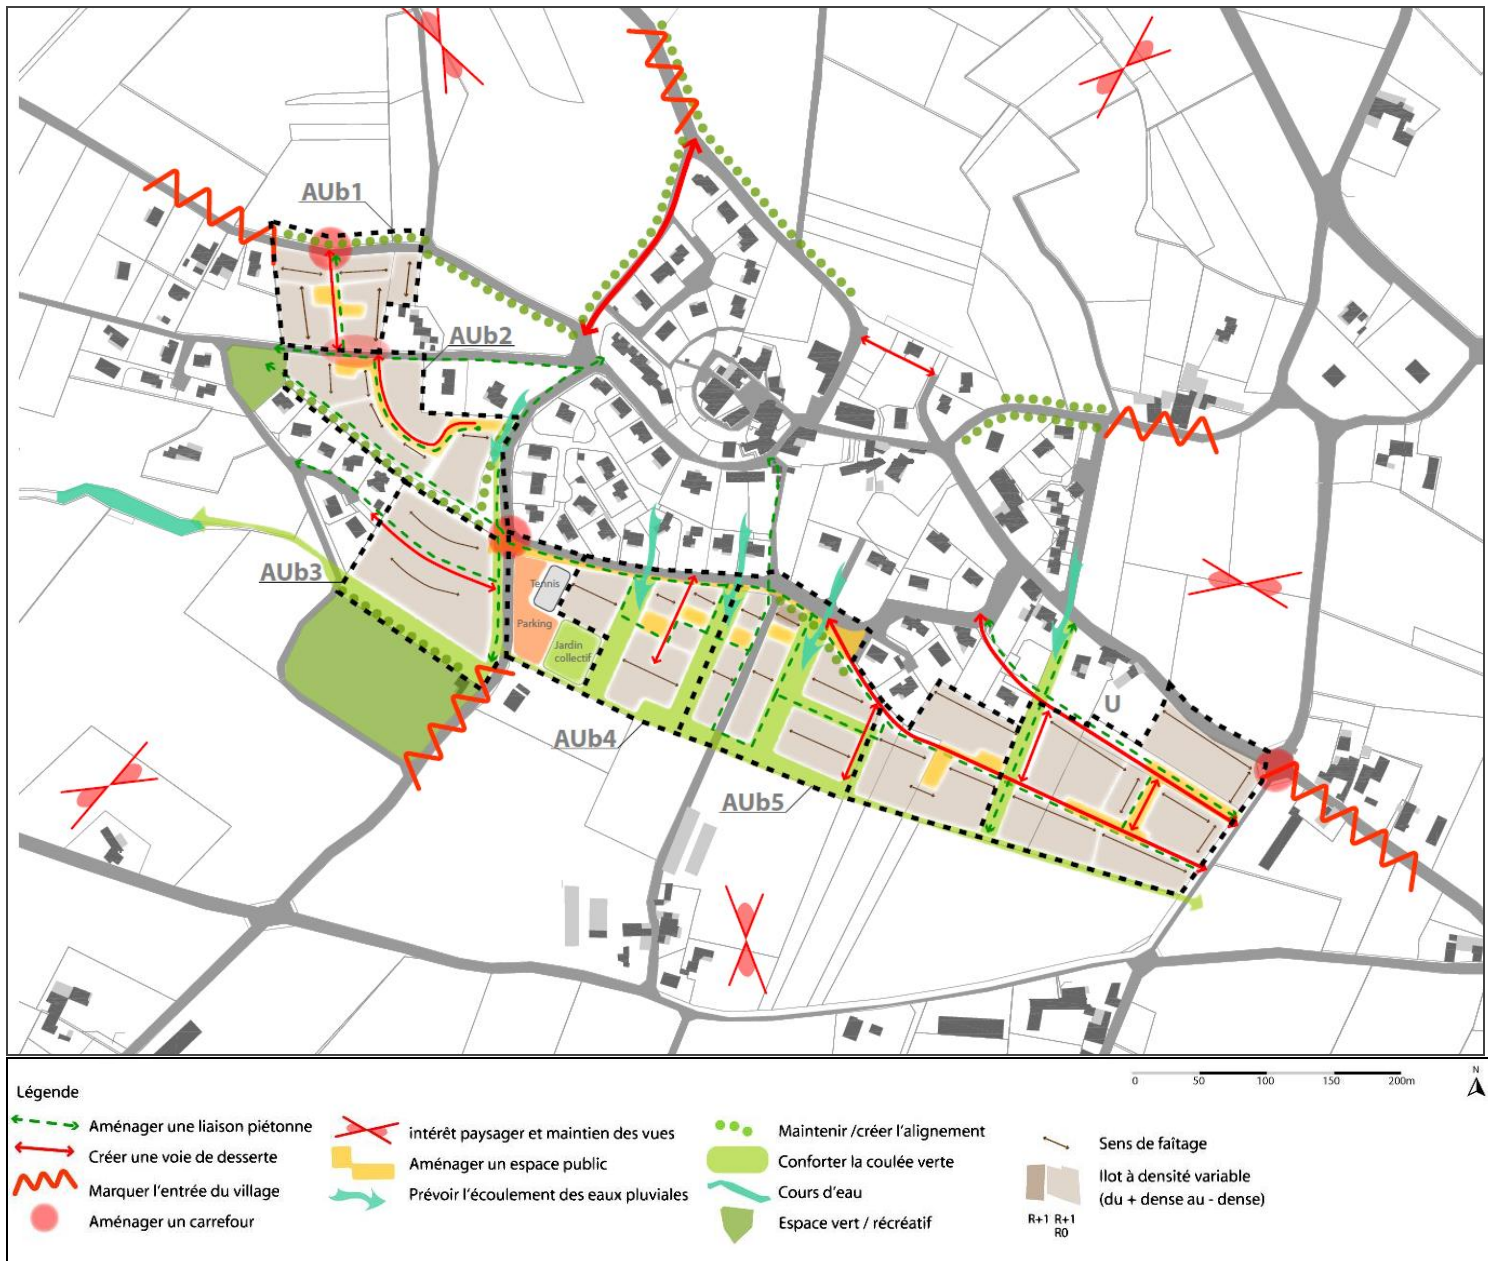 AUb1
AUb2
AUb3
Tennis
Parking
Jardin
collectif
AUb4
U
AUb5
Légende
0 50 100 150 200m
N
Aménager une liaison piétonne
Créer une voie de desserte
Marquer l'entrée du village
Aménager un carrefour
intérêt paysager et maintien des vues
Aménager un espace public
Prévoir l'écoulement des eaux pluviales
Maintenir /créer l'alignement
Conforter la coulée verte
Cours d'eau
Espace vert / récréatif
Sens de faîtage
Ilot à densité variable
(du + dense au - dense)
R+1 R+1
R0